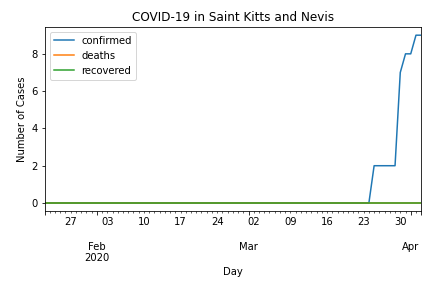 COVID-19 in Saint Kitts and Nevis
confirmed
deaths
recovered
Number of Cases
8
6
4
2
0
27 03 10 17 24 02 09 16 23 30
Feb Mar Apr
2020
Day